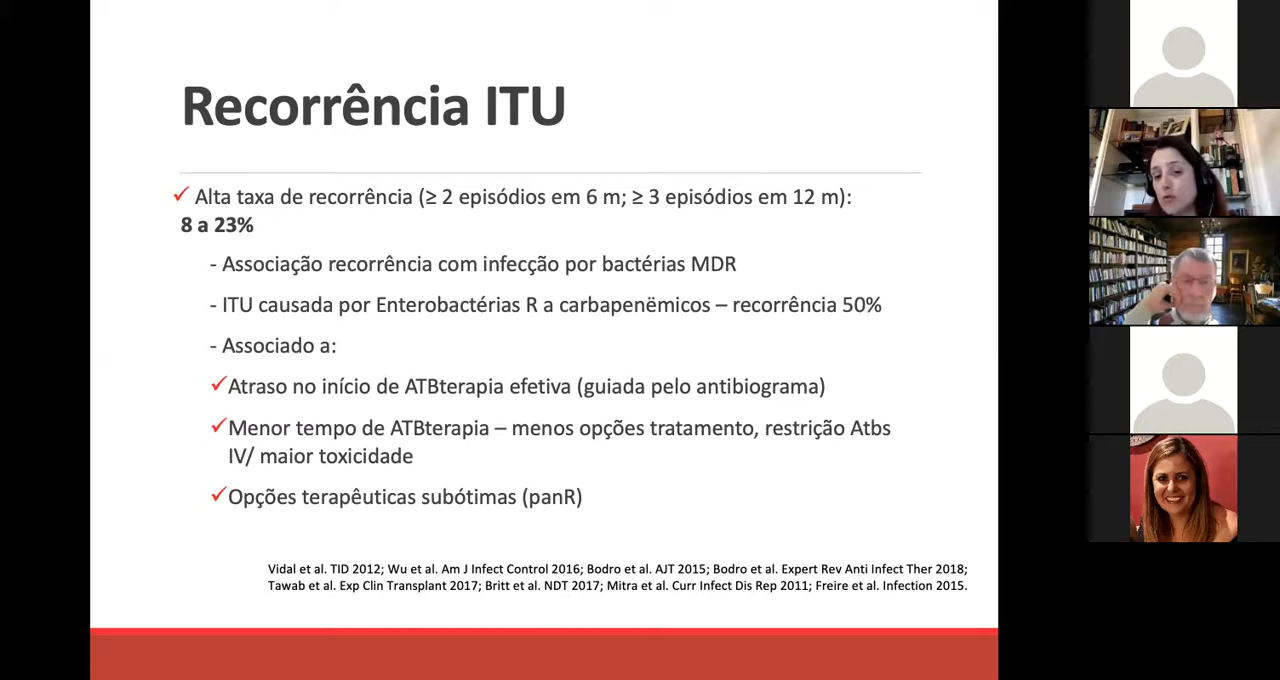 Recorrência ITU
✓ Alta taxa de recorrência (≥ 2 episódios em 6 m; ≥ 3 episódios em 12 m):
8 a 23%
- Associação recorrência com infecção por bactérias MDR
- ITU causada por Enterobactérias R a carbapenëmicos – recorrência 50%
- Associado a:
✓Atraso no início de ATBterapia efetiva (guiada pelo antibiograma)
✓Menor tempo de ATBterapia – menos opções tratamento, restrição Atbs
IV/ maior toxicidade
✓Opções terapêuticas subótimas (panR)
Vidal et al. TID 2012; Wu et al. Am J Infect Control 2016; Bodro et al. AJT 2015; Bodro et al. Expert Rev Anti Infect Ther 2018;
Tawab et al. Exp Clin Transplant 2017; Britt et al. NDT 2017; Mitra et al. Curr Infect Dis Rep 2011; Freire et al. Infection 2015.